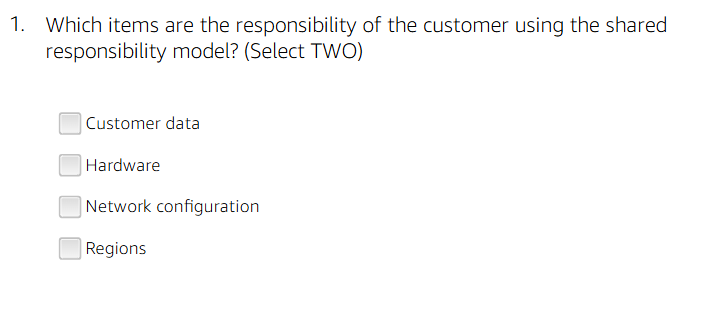 1. Which items are the responsibility of the customer using the shared
responsibility model? (Select TWO)
Customer data
Hardware
Network configuration
Regions